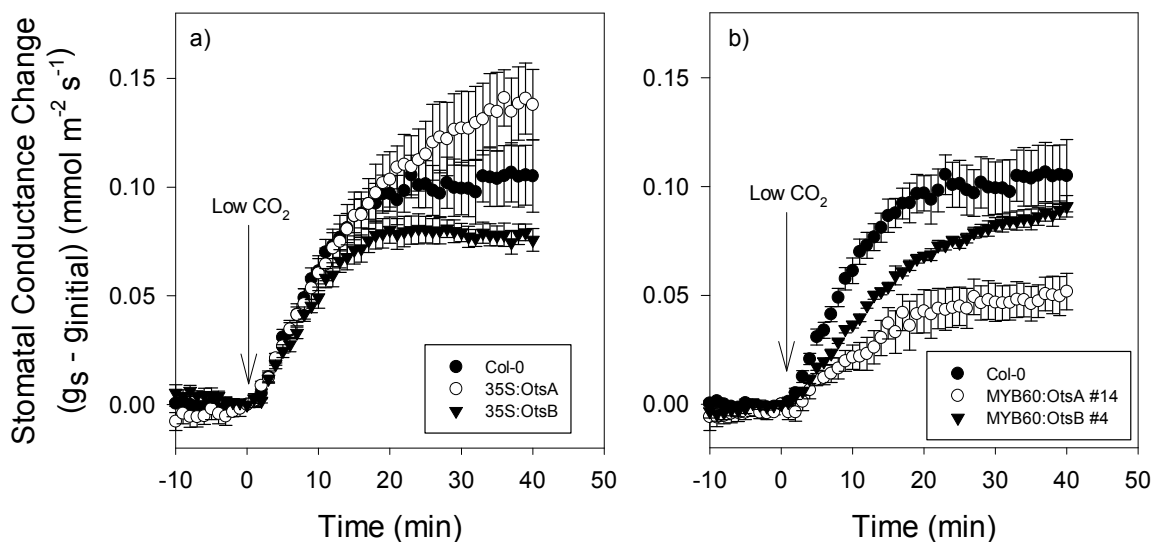 Stomatal Conductance Change
(gs - ginitial) (mmol m-2 s-1)
a)
0.15
0.10
0.05
0.00
Low CO2
Col-0
35S:OtsA
35S:OtsB
-10 0 10 20 30 40 50
Time (min)
b)
0.15
0.10
0.05
0.00
Low CO2
Col-0
MYB60:OtsA #14
MYB60:OtsB #4
-10 0 10 20 30 40 50
Time (min)